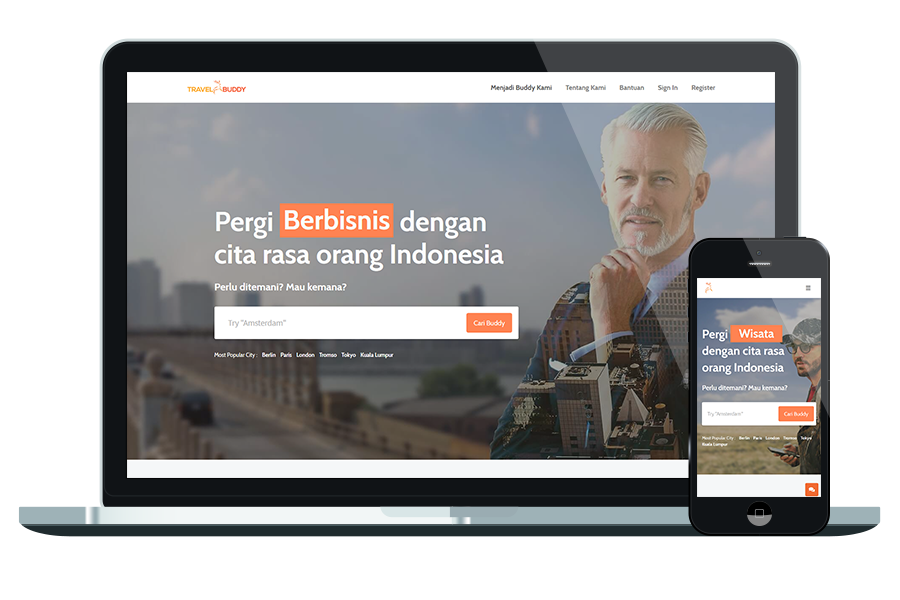 TRAVEL BUDDY
Menjadi Buddy Kami Tentang Kami Bantuan Sign In Register
Pergi Berbisnis dengan
cita rasa orang Indonesia
Perlu ditemani? Mau kemana?
Try "Amsterdam"
Cari Buddy
Most Popular City : Berlin Paris London Tromso Tokyo Kuala Lumpur
Pergi Wisata
dengan cita rasa
orang Indonesia
Perlu ditemani? Mau kemana?
Try "Amsterdam"
Cari Buddy
Most Popular City : Berlin Paris London Tromso Tokyo
Kuala Lumpur